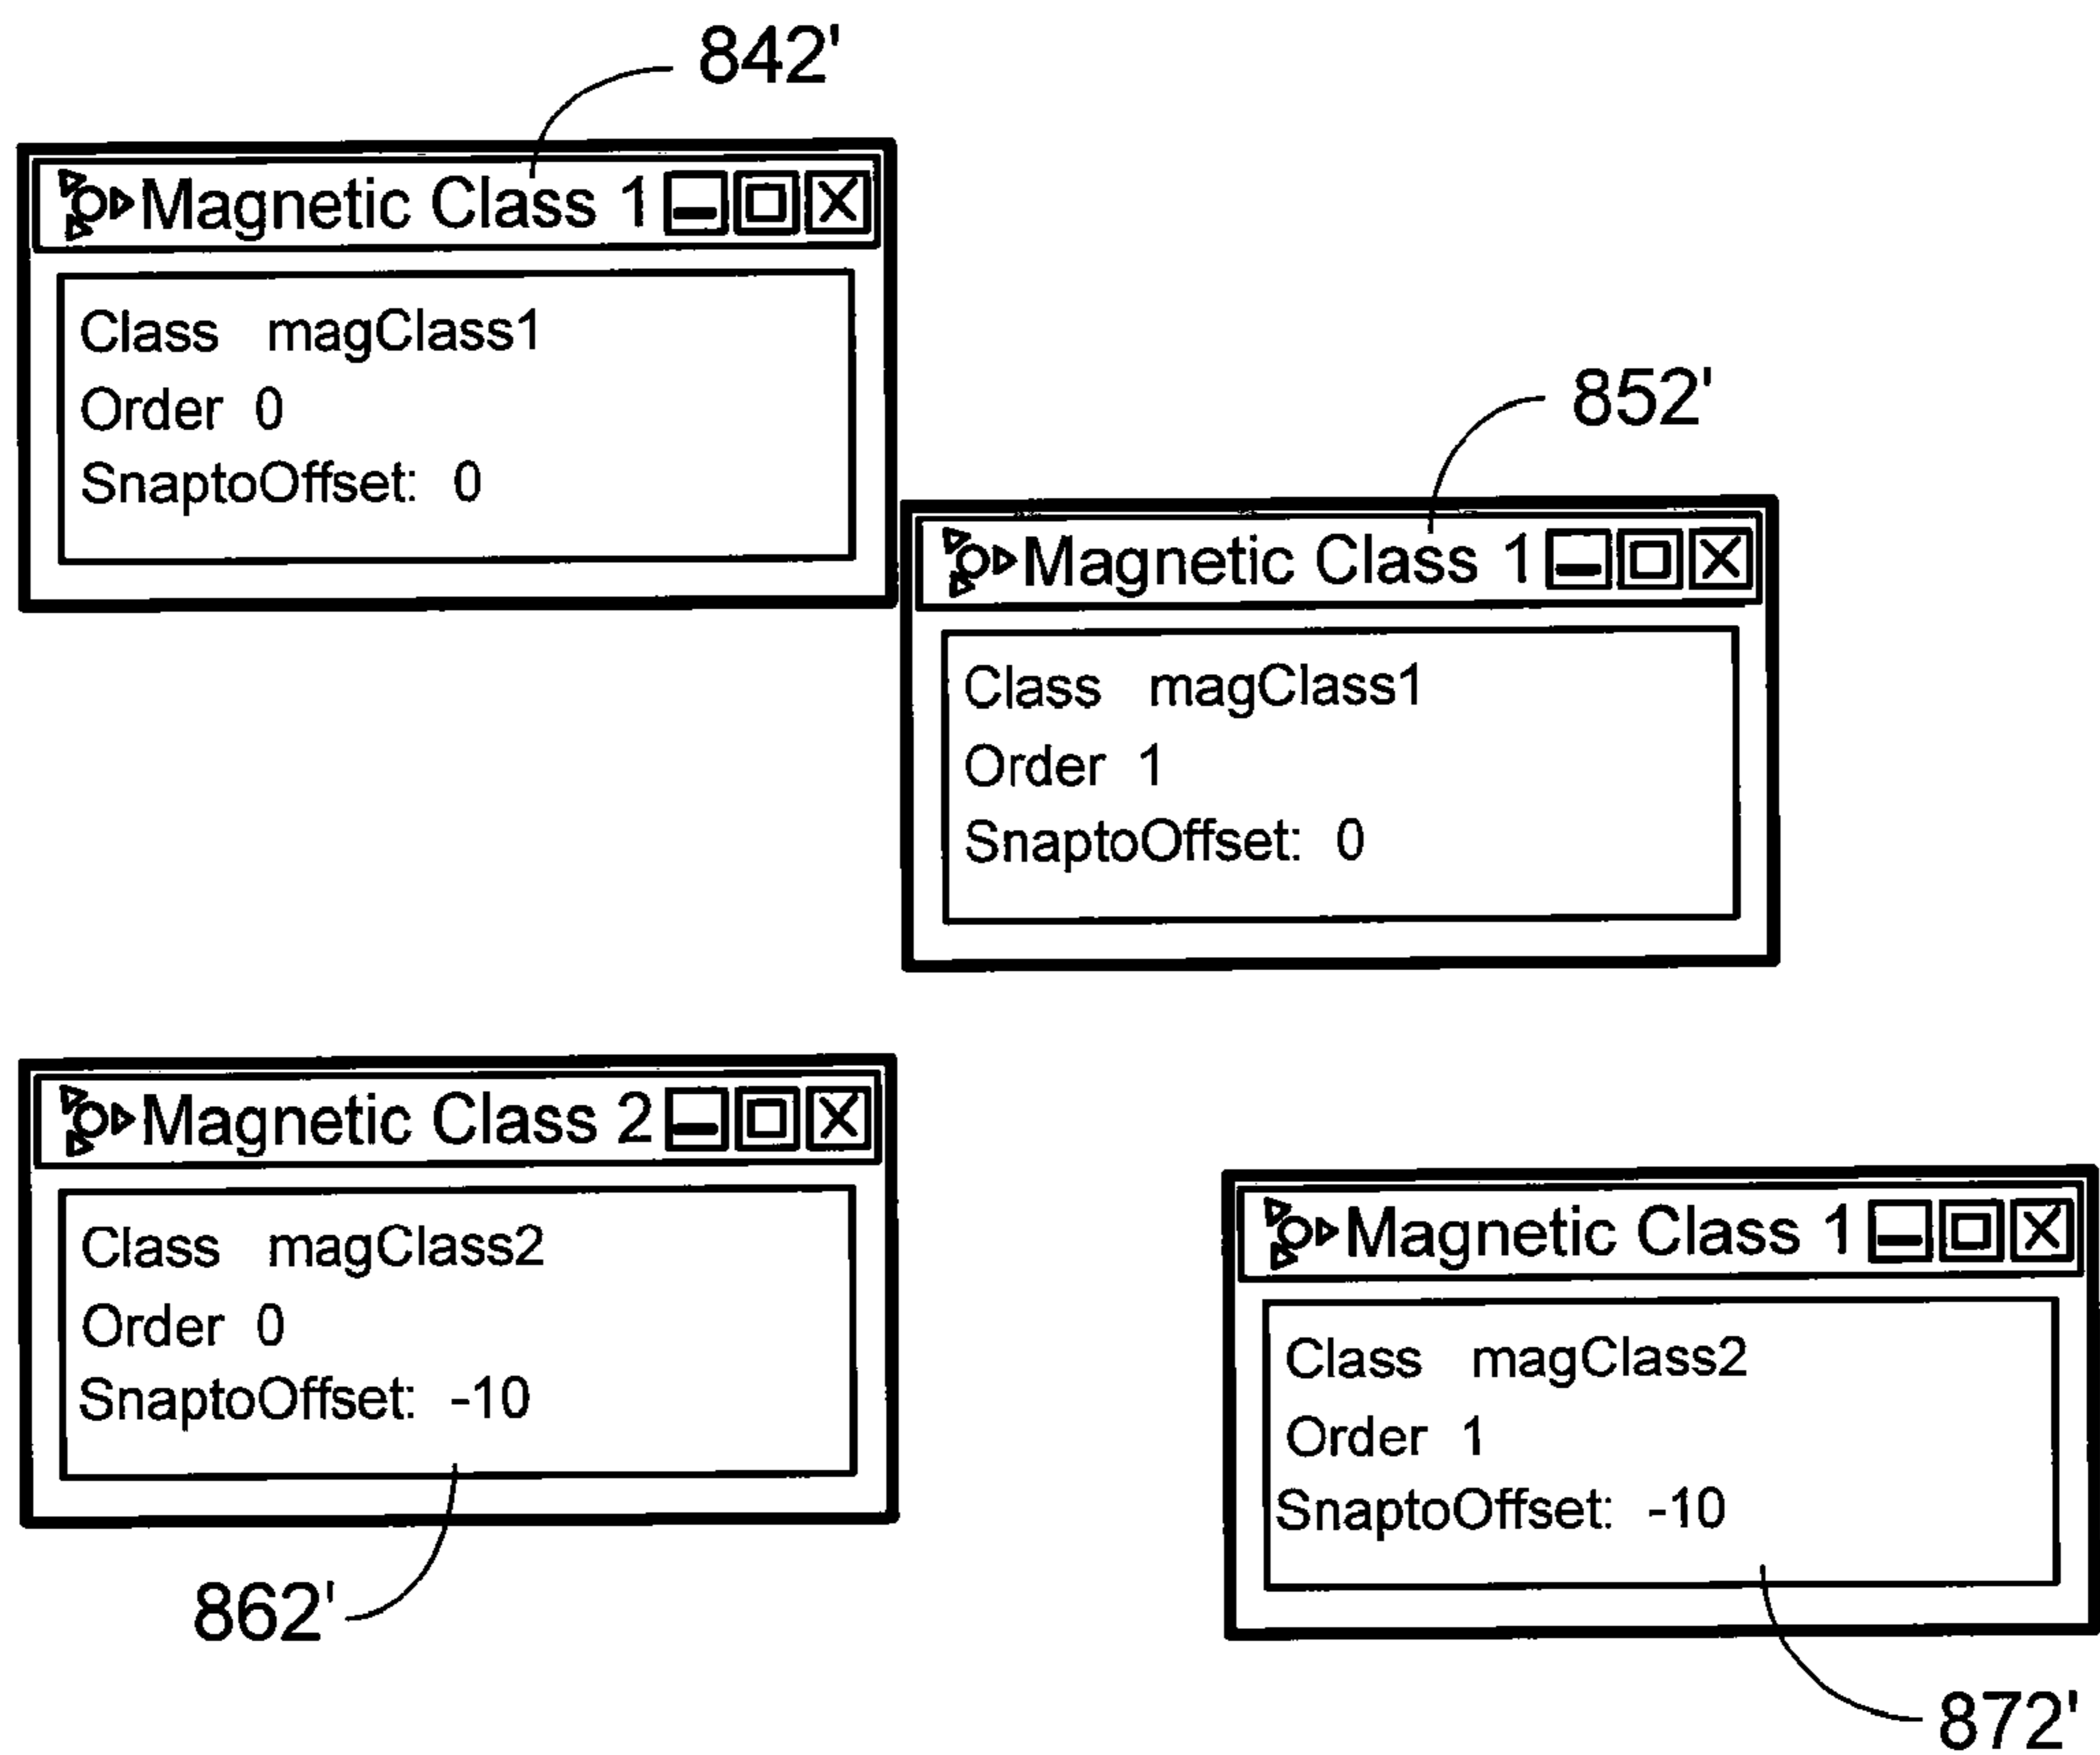 842'
Magnetic Class 1
Class magClass1
Order 0
SnaptoOffset: 0
852'
Magnetic Class 1
Class magClass1
Order 1
SnaptoOffset: 0
Magnetic Class 2
Class magClass2
Order 0
SnaptoOffset: -10
862'
Magnetic Class 1
Class magClass2
Order 1
SnaptoOffset: -10
872'